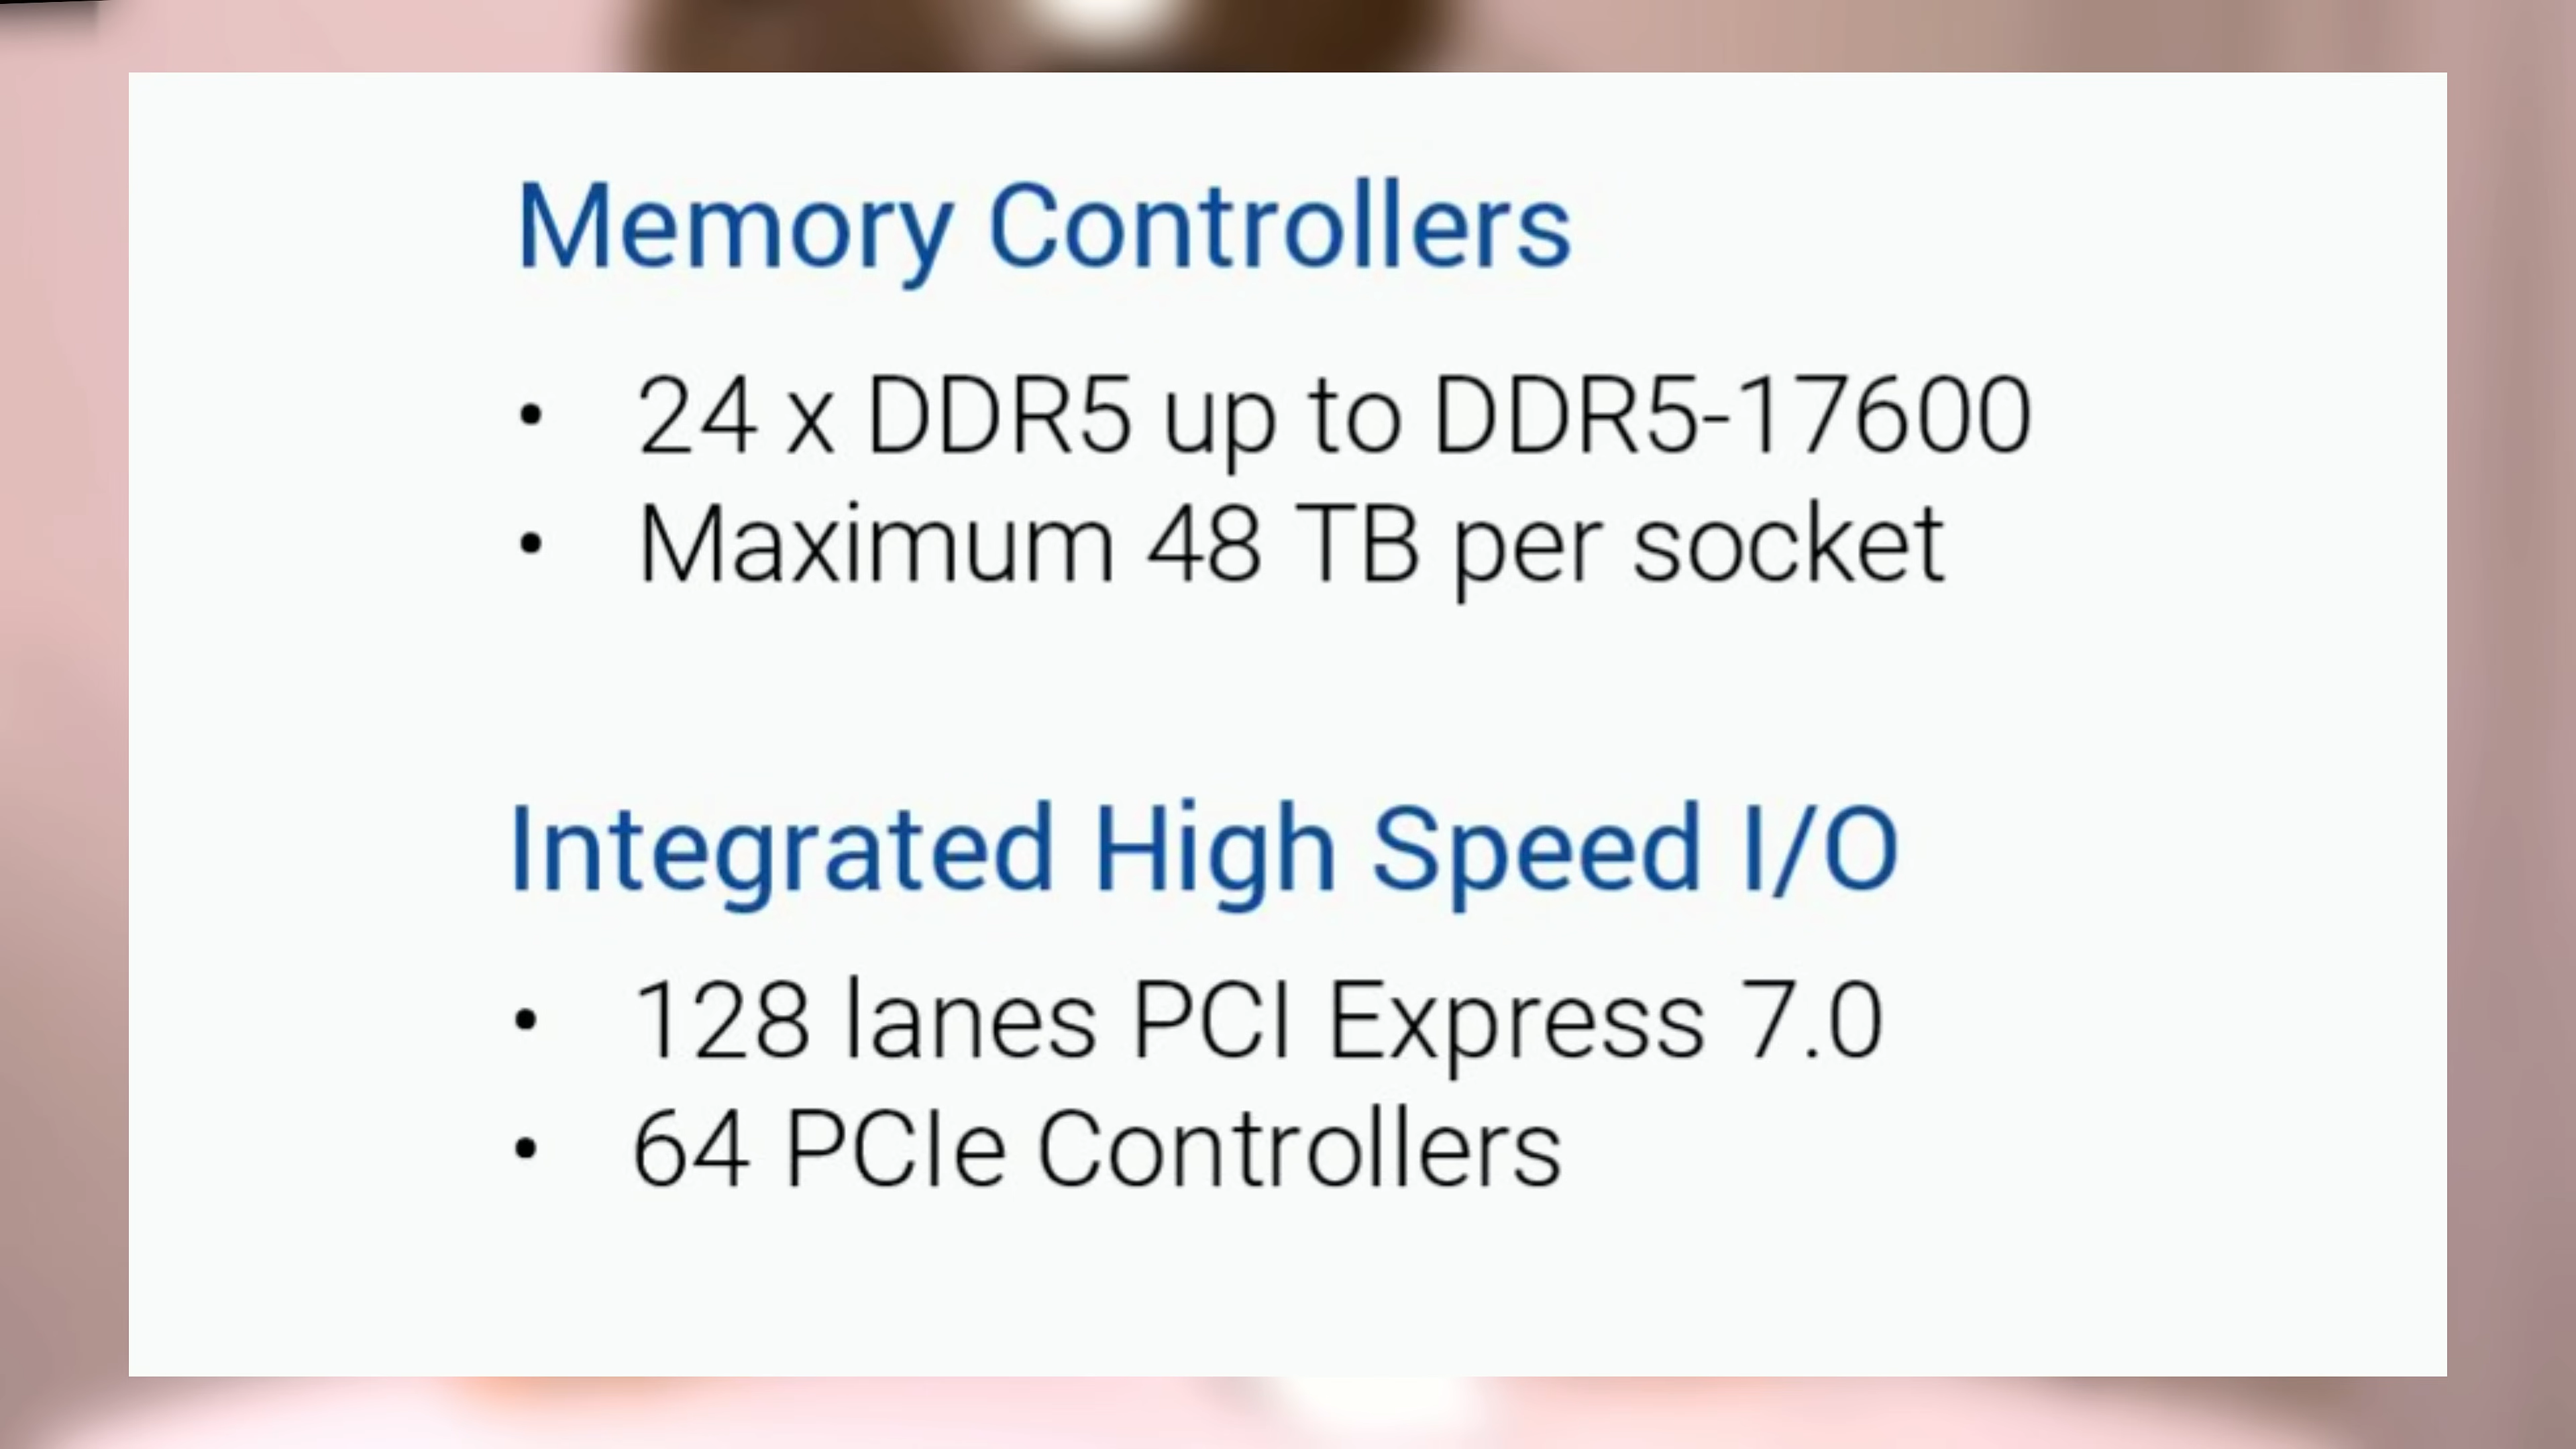 Memory Controllers
• 24 x DDR5 up to DDR5-17600
• Maximum 48 TB per socket
Integrated High Speed I/O
• 128 lanes PCI Express 7.0
• 64 PCIe Controllers